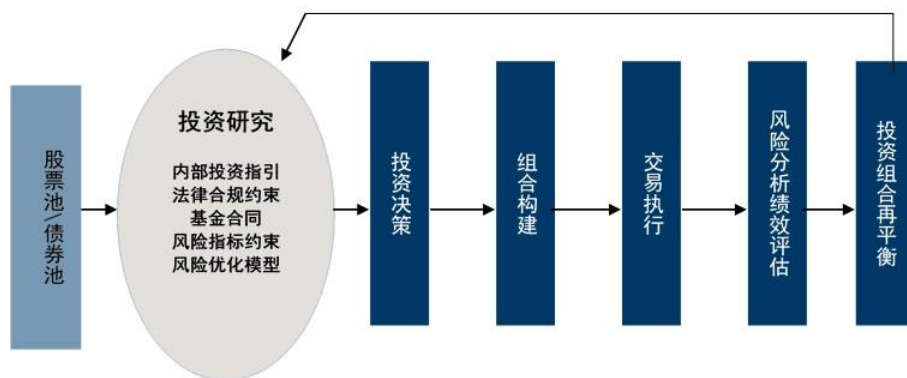 股票池\债券池
投资研究
内部投资指引
法律合规约束
基金合同
风险指标约束
风险优化模型
投资决策
组合构建
交易执行
风险分析绩效评估
投资组合再平衡